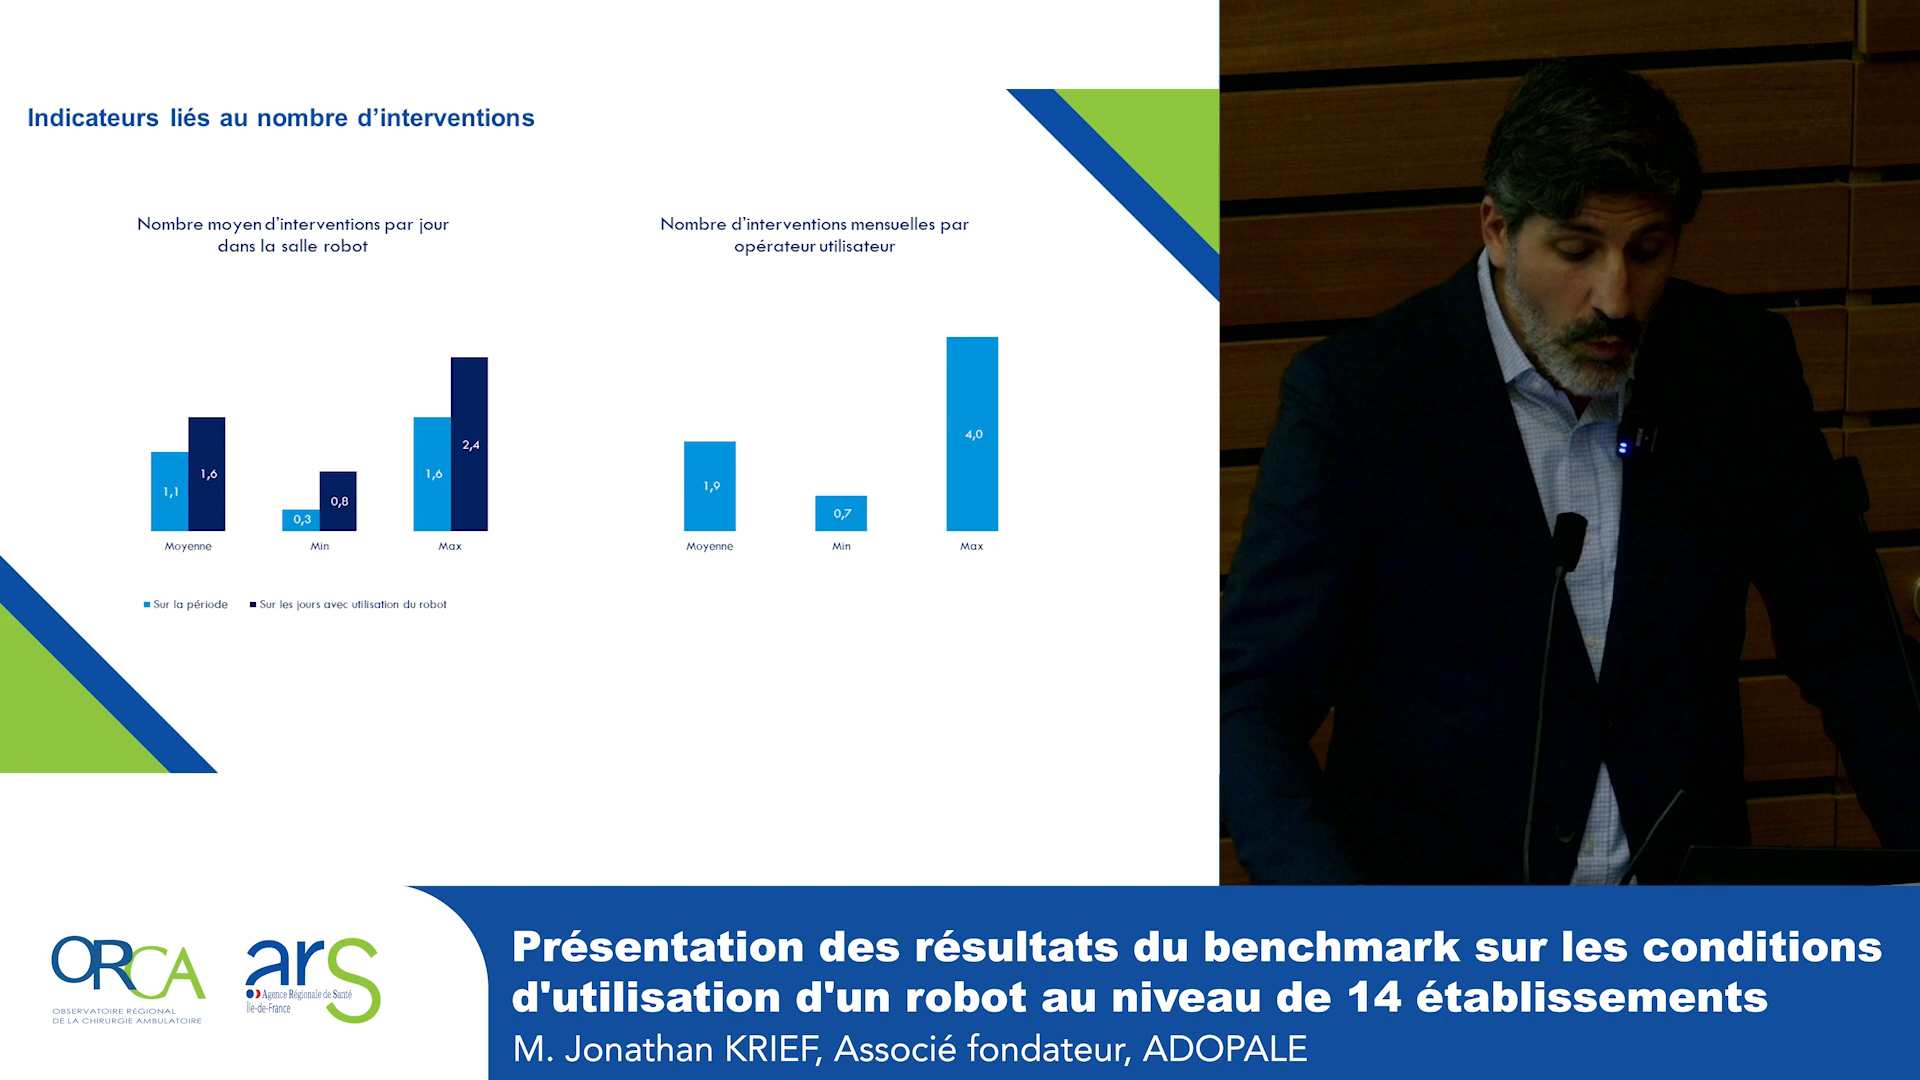 Indicateurs liés au nombre d’interventions
Nombre moyen d’interventions par jour
dans la salle robot
1,1
1,6
0,3
0,8
1,6
2,4
Moyenne
Min
Max
Sur la période
Sur les jours avec utilisation du robot
Nombre d’interventions mensuelles par
opérateur utilisateur
1,9
0,7
4,0
Moyenne
Min
Max
ORCA
OBSERVATOIRE RÉGIONAL
DE LA CHIRURGIE AMBULATOIRE
ars
Agence Régionale de Santé
Île-de-France
Présentation des résultats du benchmark sur les conditions
d'utilisation d'un robot au niveau de 14 établissements
M. Jonathan KRIEF, Associé fondateur, ADOPALE